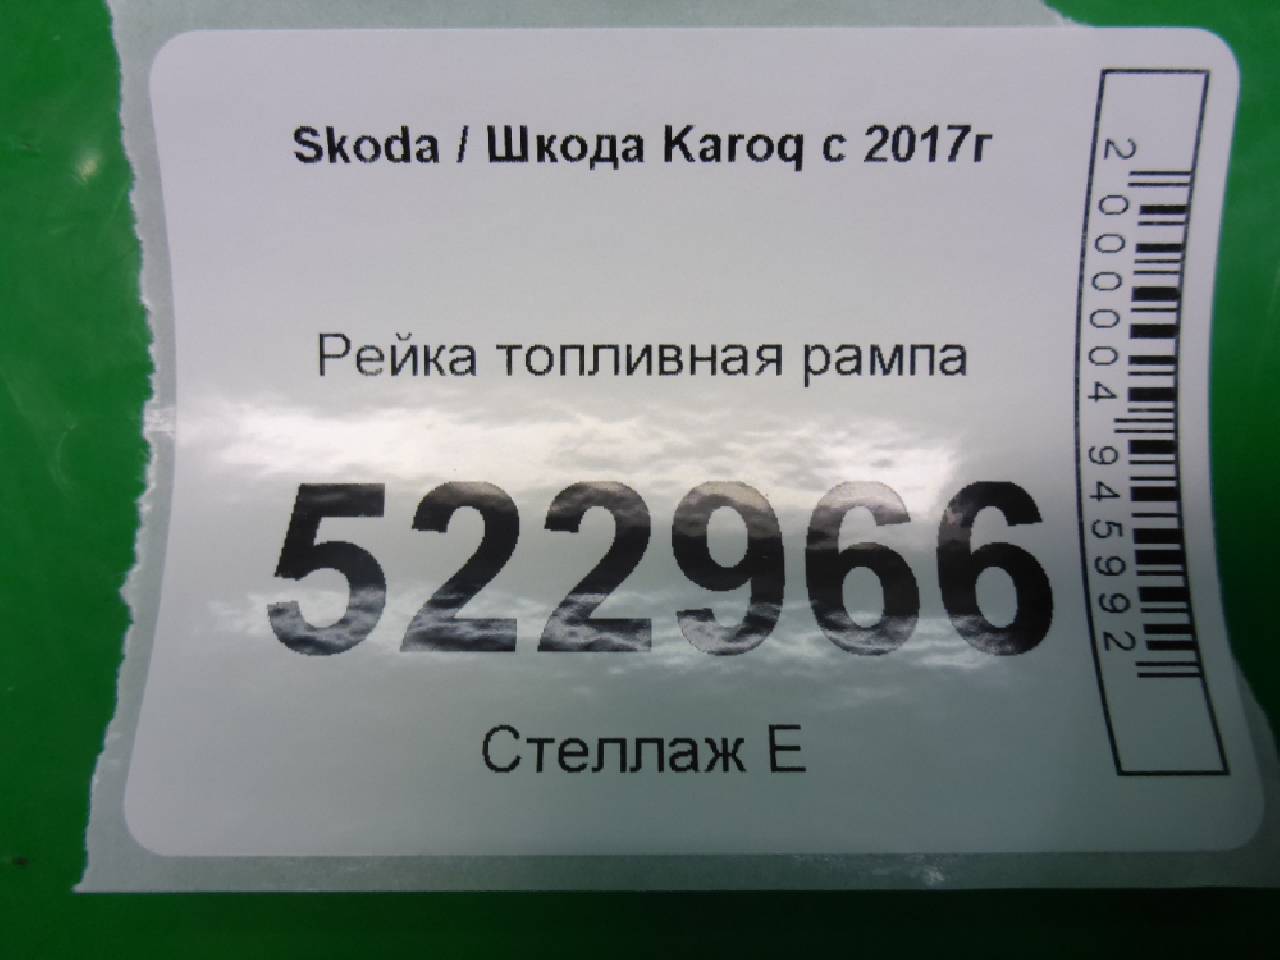 Skoda / Шкода Karoq с 2017г
Рейка топливная рампа
522966
Стеллаж Е
2000004945992